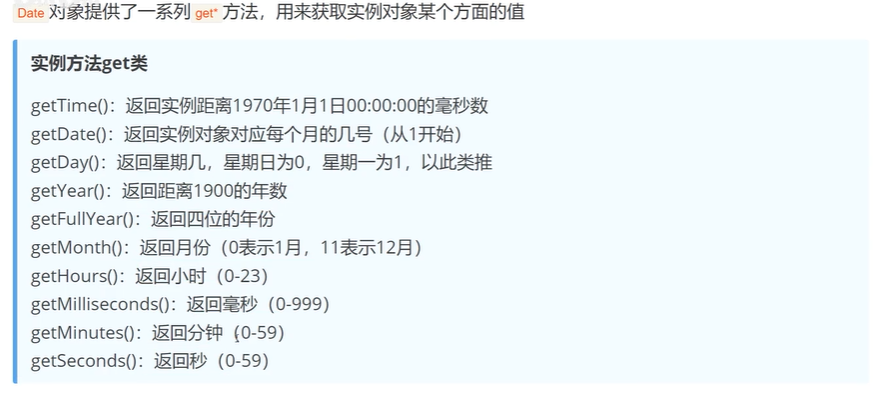 Date对象提供了一系列get*方法，用来获取实例对象某个方面的值
实例方法get类
getTime()：返回实例距离1970年1月1日00:00:00的毫秒数
getDate()：返回实例对象对应每个月的几号（从1开始）
getDay()：返回星期几，星期日为0，星期一为1，以此类推
getYear()：返回距离1900的年数
getFullYear()：返回四位的年份
getMonth()：返回月份（0表示1月，11表示12月）
getHours()：返回小时（0-23）
getMilliseconds()：返回毫秒（0-999）
getMinutes()：返回分钟（0-59）
getSeconds()：返回秒（0-59）